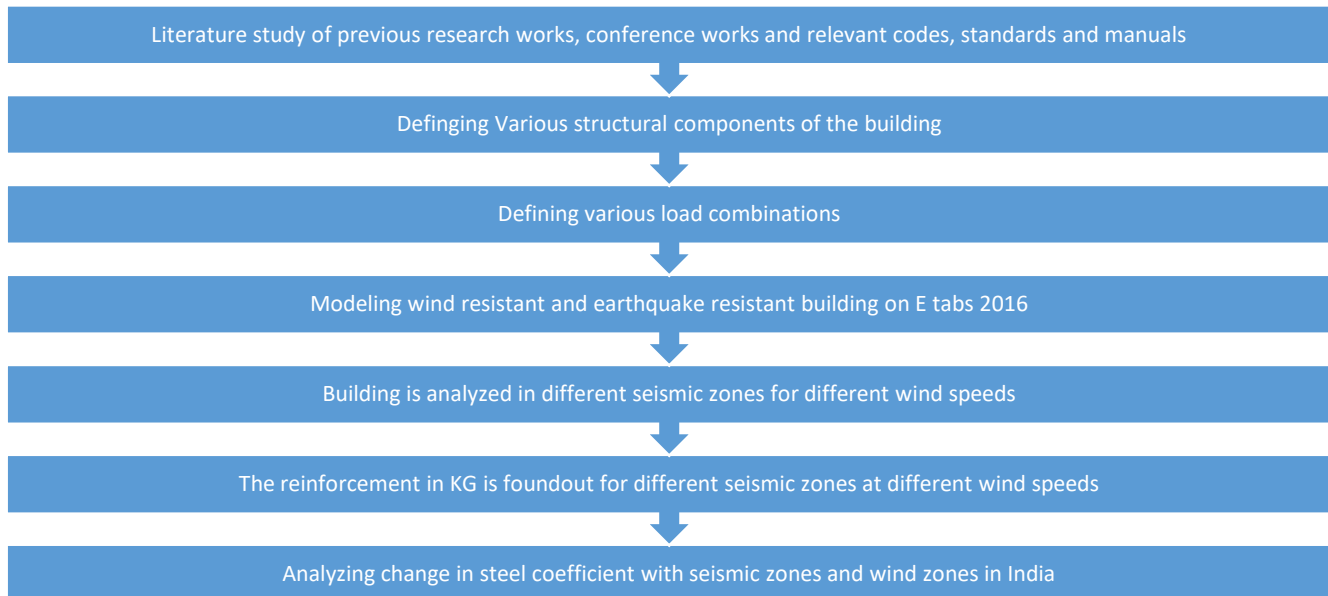 Literature study of previous research works, conference works and relevant codes, standards and manuals
Definging Various structural components of the building
Defining various load combinations
Modeling wind resistant and earthquake resistant building on E tabs 2016
Building is analyzed in different seismic zones for different wind speeds
The reinforcement in KG is foundout for different seismic zones at different wind speeds
Analyzing change in steel coefficient with seismic zones and wind zones in India